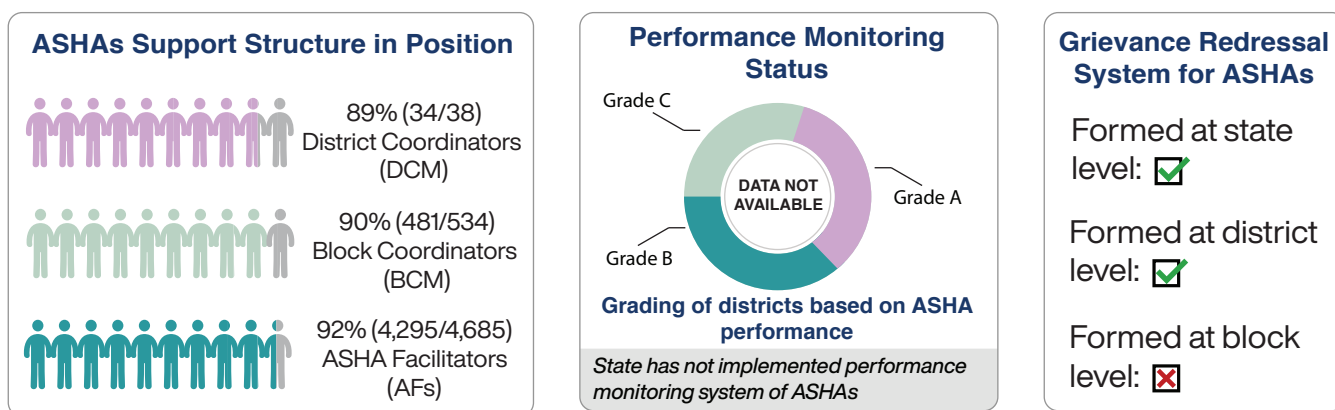 ASHAs Support Structure in Position
89% (34/38)
District Coordinators
(DCM)
90% (481/534)
Block Coordinators
(BCM)
92% (4,295/4,685)
ASHA Facilitators
(AFs)
Performance Monitoring
Status
Grade C
DATA NOT
AVAILABLE
Grade A
Grade B
Grading of districts based on ASHA
performance
State has not implemented performance
monitoring system of ASHAs
Grievance Redressal
System for ASHAs
Formed at state
level:
Formed at district
level:
Formed at block
level: